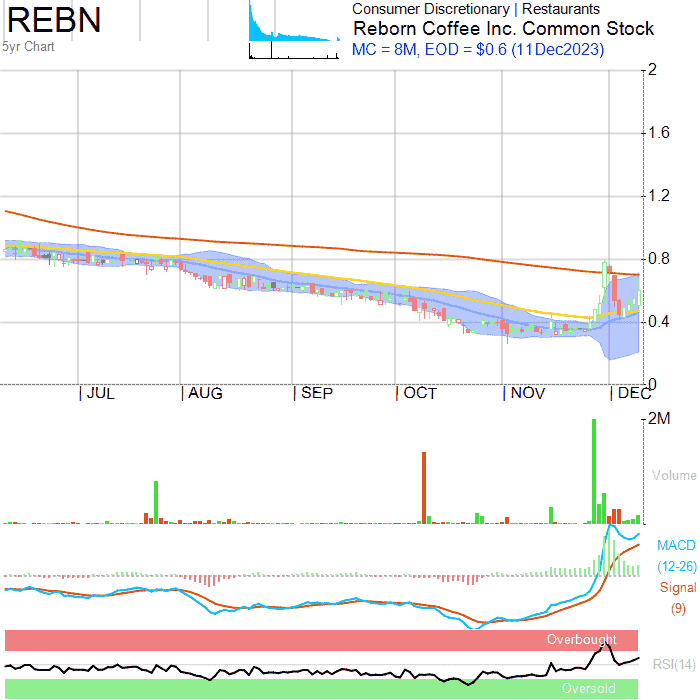 REBN
Consumer Discretionary | Restaurants
Reborn Coffee Inc. Common Stock
5yr Chart
MC = 8M, EOD = $0.6 (11Dec2023)
2
1.6
1.2
0.8
0.4
0
JUL AUG SEP OCT NOV DEC
2M
Volume
MACD
(12-26)
Signal
(9)
Overbought
RSI(14)
Oversold